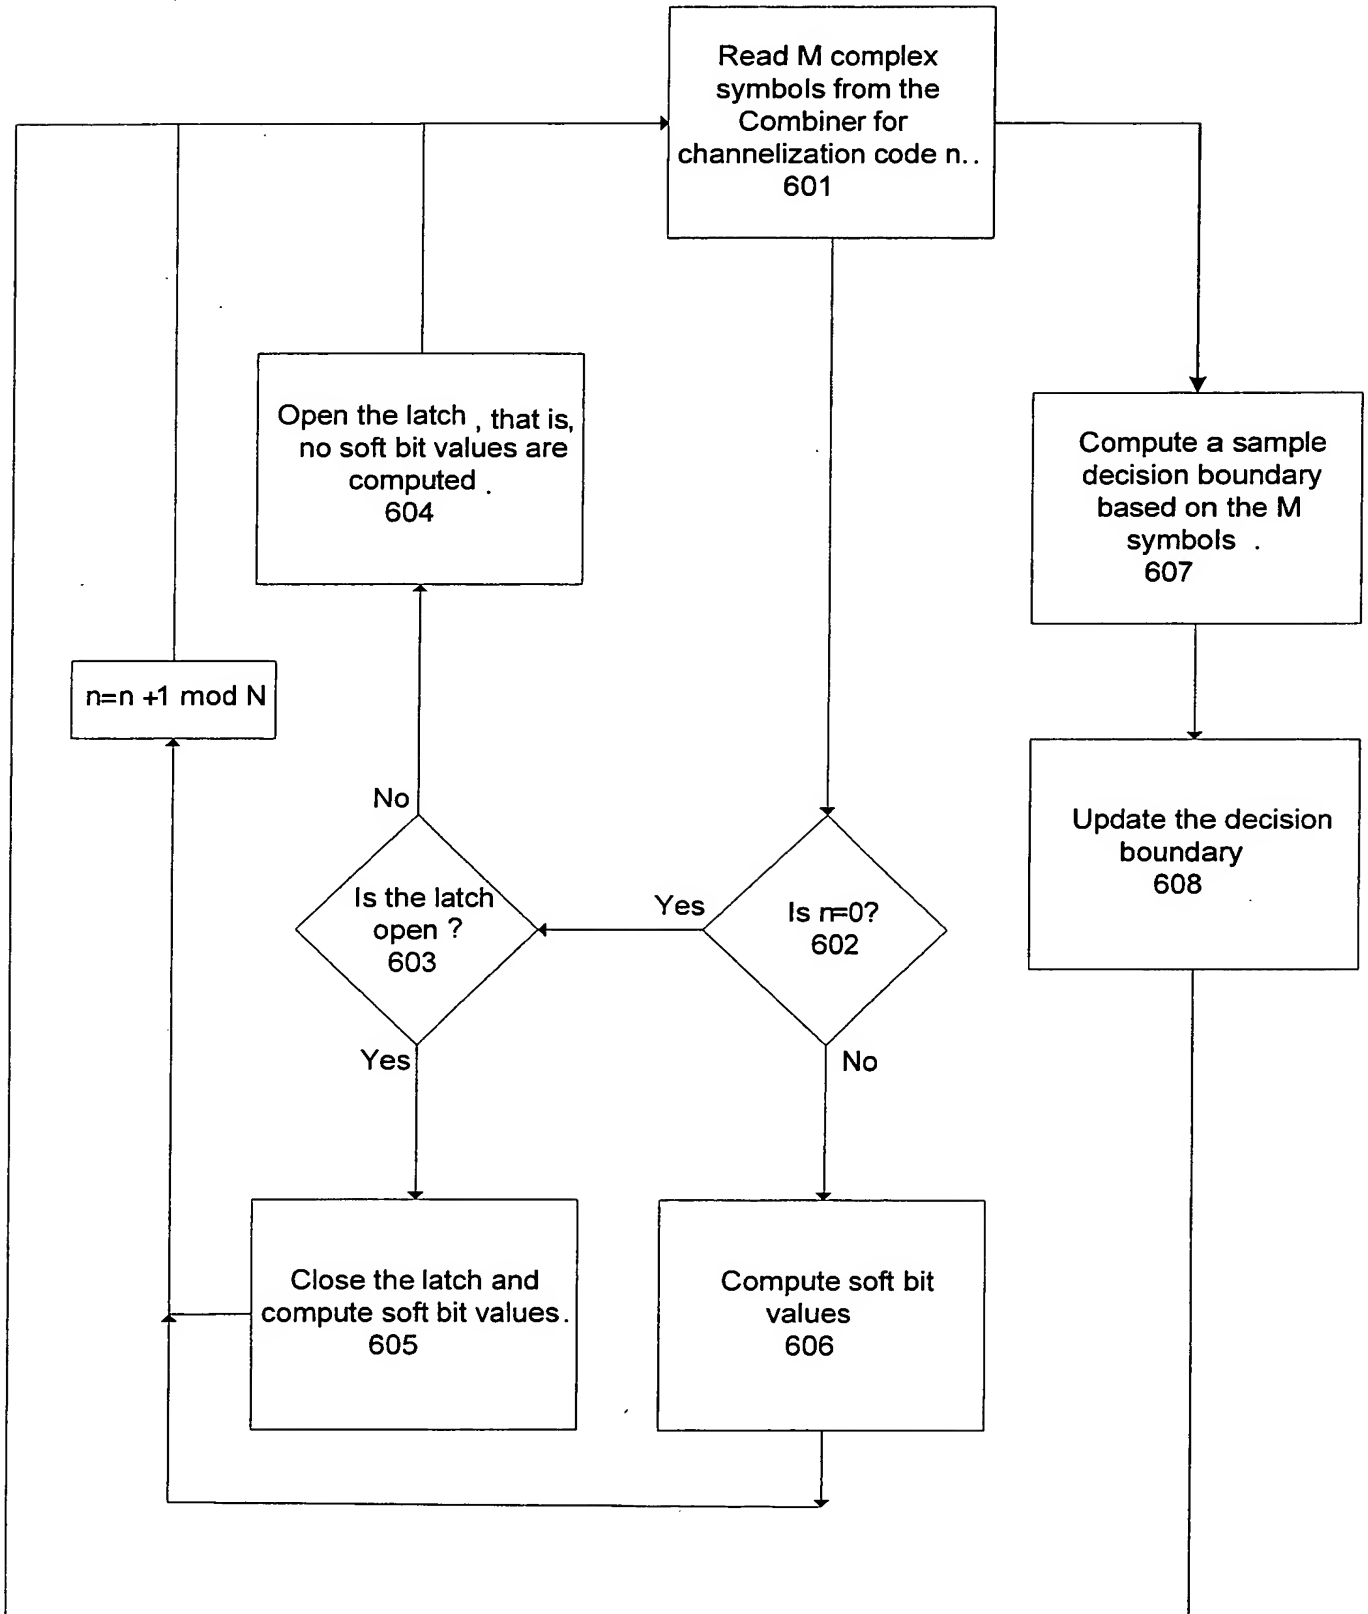 Read M complex
symbols from the
Combiner for
channelization code n..
601
Open the latch , that is,
no soft bit values are
computed .
604
Compute a sample
decision boundary
based on the M
symbols .
607
n=n +1 mod N
Update the decision
boundary
608
No
Is the latch
open ?
603
Yes
Is n=0?
602
Yes
No
Close the latch and
compute soft bit values.
605
Compute soft bit
values
606